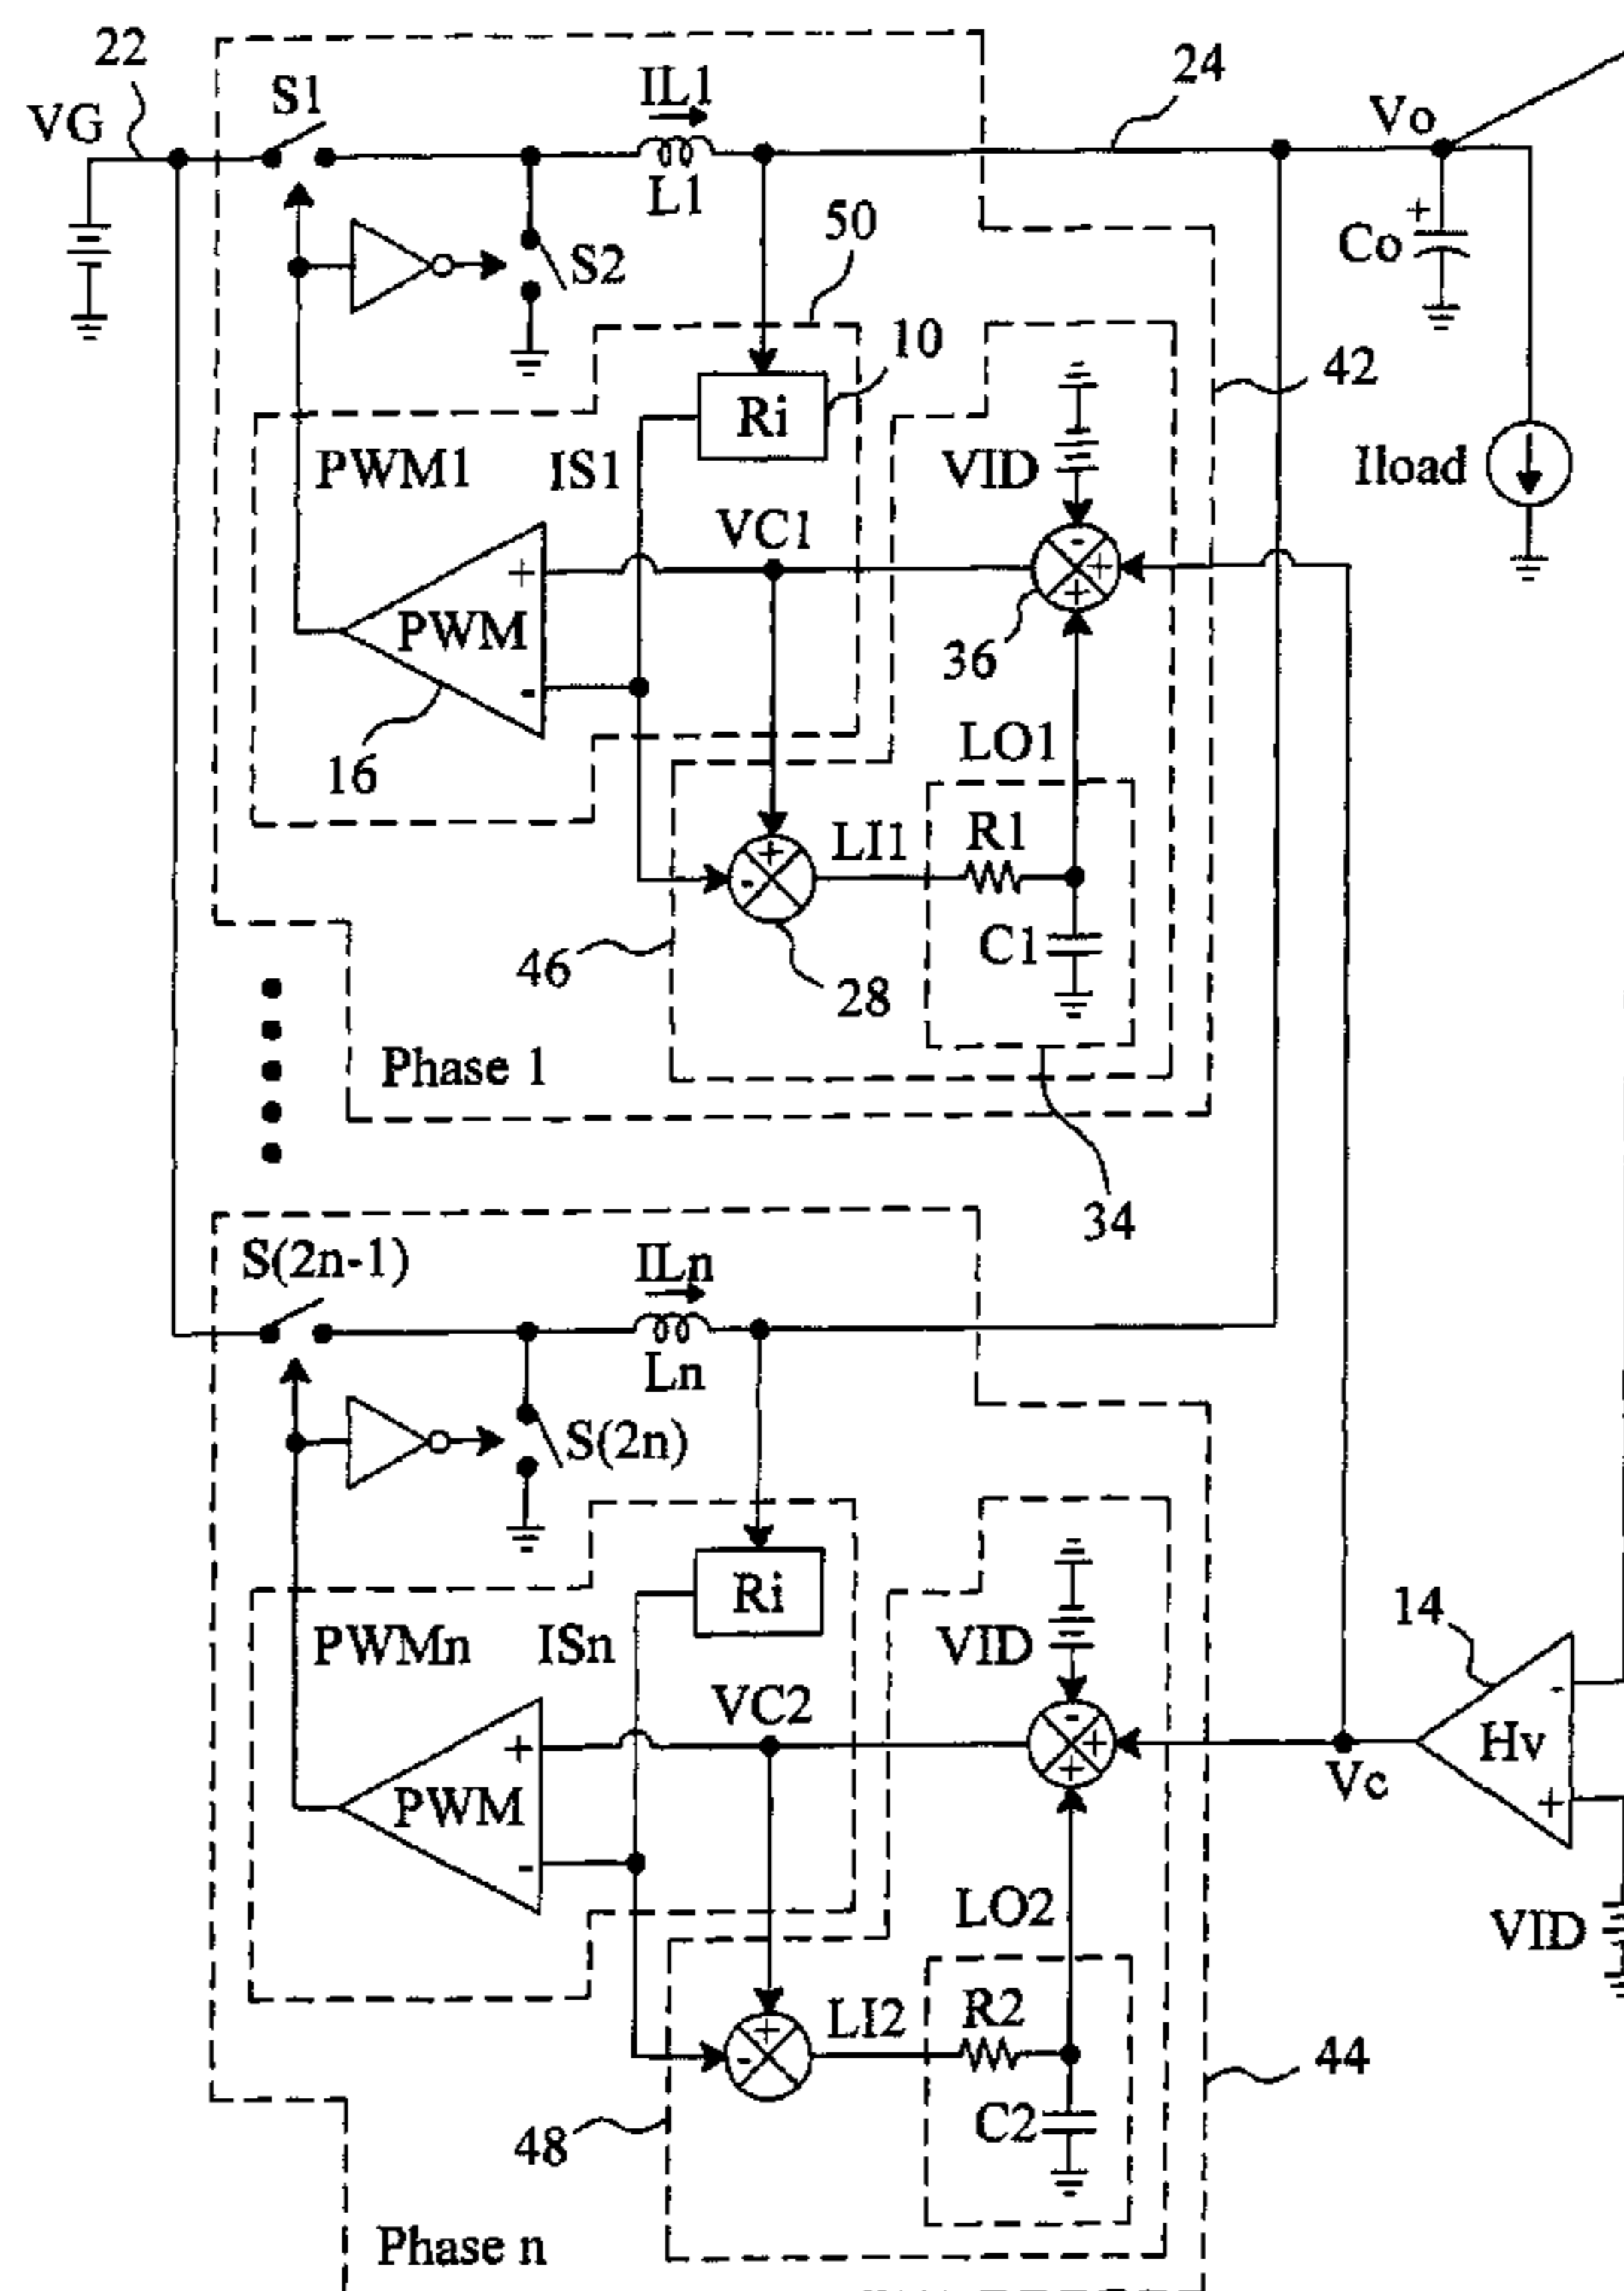 22
VG
S1
IL1
L1
24
Vo
Co
+
S2
50
10
Ri
42
Iload
PWM1
IS1
VID
VC1
-
+
+
36
+
PWM
-
16
LO1
LI1
R1
C1
+
-
46
28
34
Phase 1
S(2n-1)
ILn
Ln
S(2n)
Ri
PWMn
ISn
VID
VC2
-
+
+
+
PWM
-
14
-
Hv
+
Vc
VID
LO2
LI2
R2
C2
+
-
44
48
Phase n